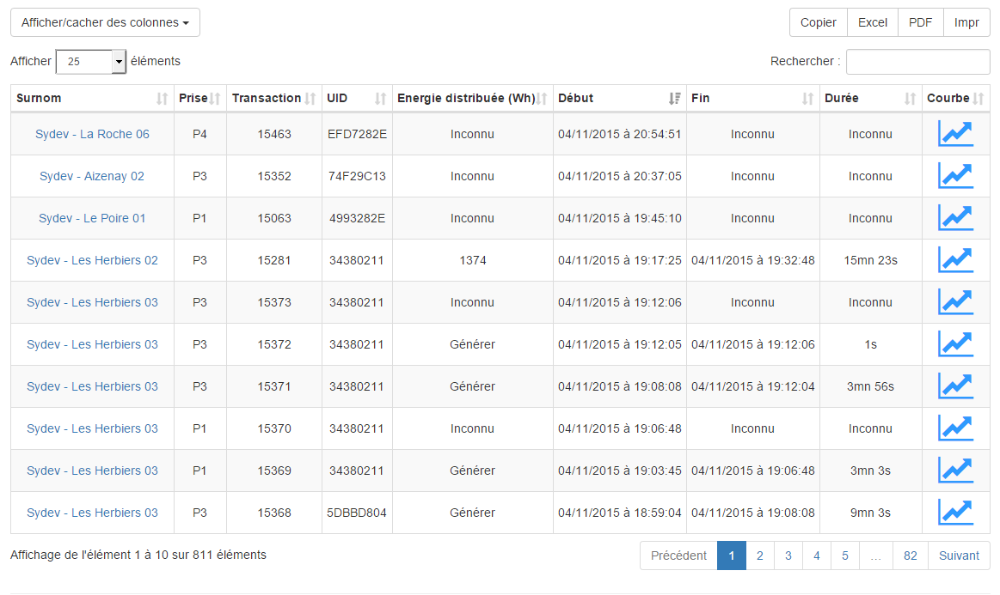 Afficher/cacher des colonnes Copier Excel PDF Impr
Afficher 25 éléments Rechercher :
Surnom Prise Transaction UID Energie distribuée (Wh) Début Fin Durée Courbe
Sydev - La Roche 06 P4 15463 EFD7282E Inconnu 04/11/2015 à 20:54:51 Inconnu Inconnu
Sydev - Aizenay 02 P3 15352 74F29C13 Inconnu 04/11/2015 à 20:37:05 Inconnu Inconnu
Sydev - Le Poire 01 P1 15063 4993282E Inconnu 04/11/2015 à 19:45:10 Inconnu Inconnu
Sydev - Les Herbiers 02 P3 15281 34380211 1374 04/11/2015 à 19:17:25 04/11/2015 à 19:32:48 15mn 23s
Sydev - Les Herbiers 03 P3 15373 34380211 Inconnu 04/11/2015 à 19:12:06 Inconnu Inconnu
Sydev - Les Herbiers 03 P3 15372 34380211 Générer 04/11/2015 à 19:12:05 04/11/2015 à 19:12:06 1s
Sydev - Les Herbiers 03 P3 15371 34380211 Générer 04/11/2015 à 19:08:08 04/11/2015 à 19:12:04 3mn 56s
Sydev - Les Herbiers 03 P1 15370 34380211 Inconnu 04/11/2015 à 19:06:48 Inconnu Inconnu
Sydev - Les Herbiers 03 P1 15369 34380211 Générer 04/11/2015 à 19:03:45 04/11/2015 à 19:06:48 3mn 3s
Sydev - Les Herbiers 03 P3 15368 5DBBD804 Générer 04/11/2015 à 18:59:04 04/11/2015 à 19:08:08 9mn 3s
Affichage de l'élément 1 à 10 sur 811 éléments Précédent 1 2 3 4 5 … 82 Suivant